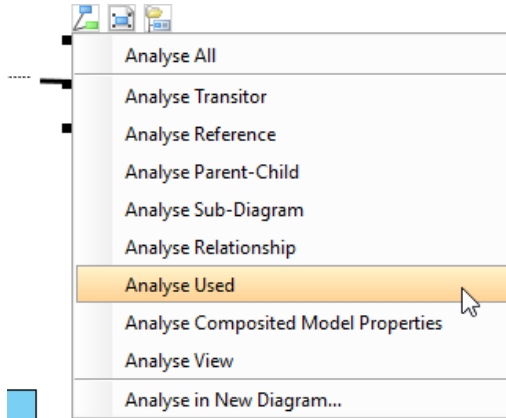 Analyse All
Analyse Transitor
Analyse Reference
Analyse Parent-Child
Analyse Sub-Diagram
Analyse Relationship
Analyse Used
Analyse Composited Model Properties
Analyse View
Analyse in New Diagram...